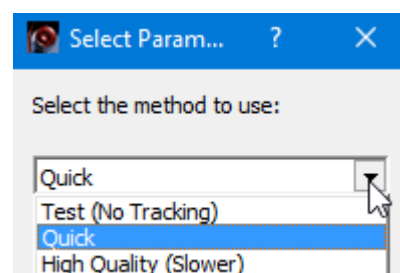 Select Param...
Select the method to use:
Quick
Test (No Tracking)
Quick
High Quality (Slower)